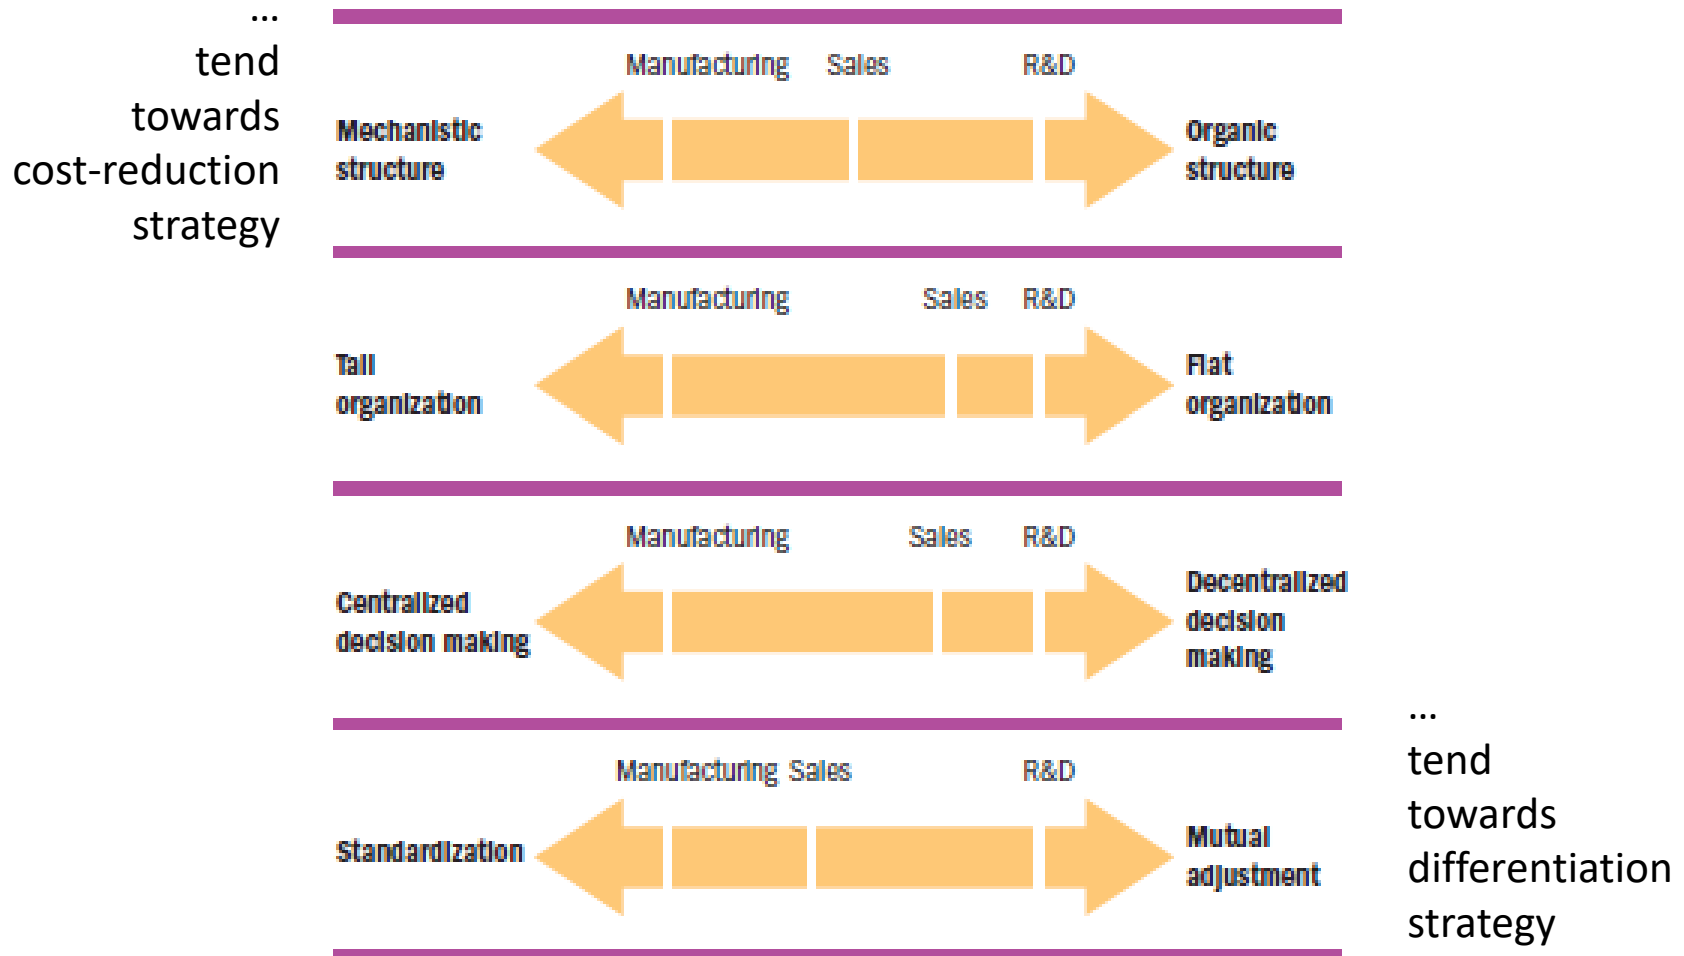 ...
tend
towards
cost-reduction
strategy
Manufacturing Sales R&D
Mechanistic
structure
Organic
structure
Manufacturing Sales R&D
Tall
organization
Flat
organization
Manufacturing Sales R&D
Centralized
decision making
Decentralized
decision
making
Manufacturing Sales R&D
Standardization
Mutual
adjustment
...
tend
towards
differentiation
strategy